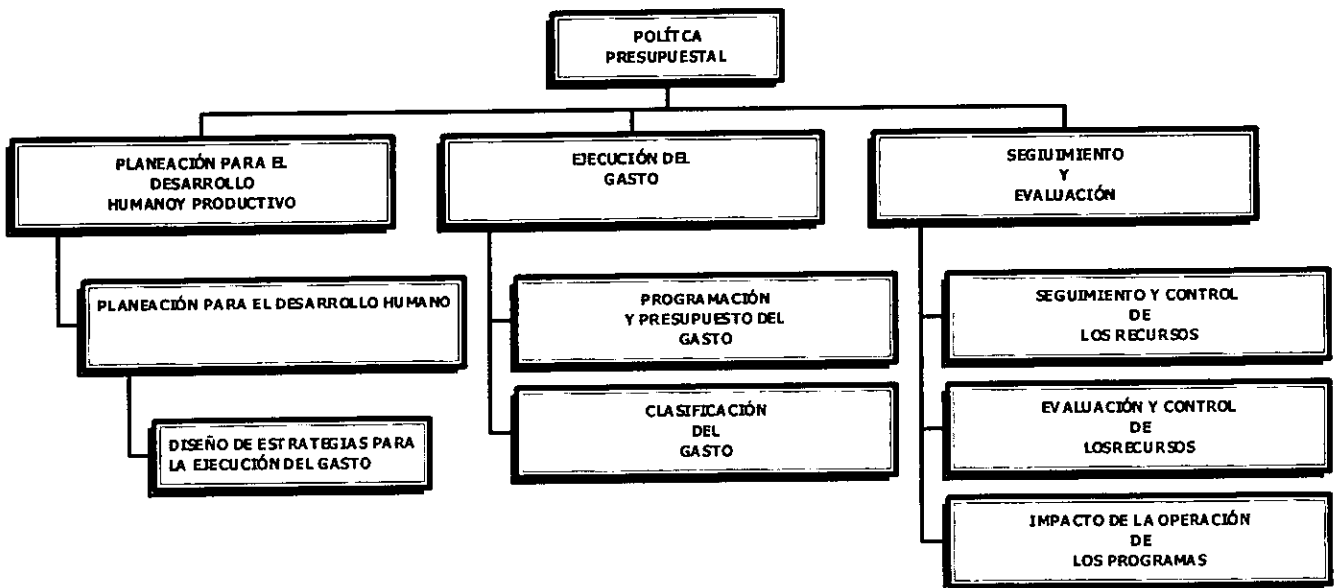 POLÍTCA
PRESUPUESTAL
PLANEACIÓN PARA EL
DESARROLLO
HUMANOY PRODUCTIVO
EJECUCIÓN DEL
GASTO
SEGIUIMIENTO
Y
EVALUACIÓN
PLANEACIÓN PARA EL DESARROLLO HUMANO
DISEÑO DE ESTRATEGIAS PARA
LA EJECUCIÓN DEL GASTO
PROGRAMACIÓN
Y PRESUPUESTO DEL
GASTO
CLASIFICACIÓN
DEL
GASTO
SEGUIMIENTO Y CONTROL
DE
LOS RECURSOS
EVALUACIÓN Y CONTROL
DE
LOSRECURSOS
IMPACTO DE LA OPERACIÓN
DE
LOS PROGRAMAS